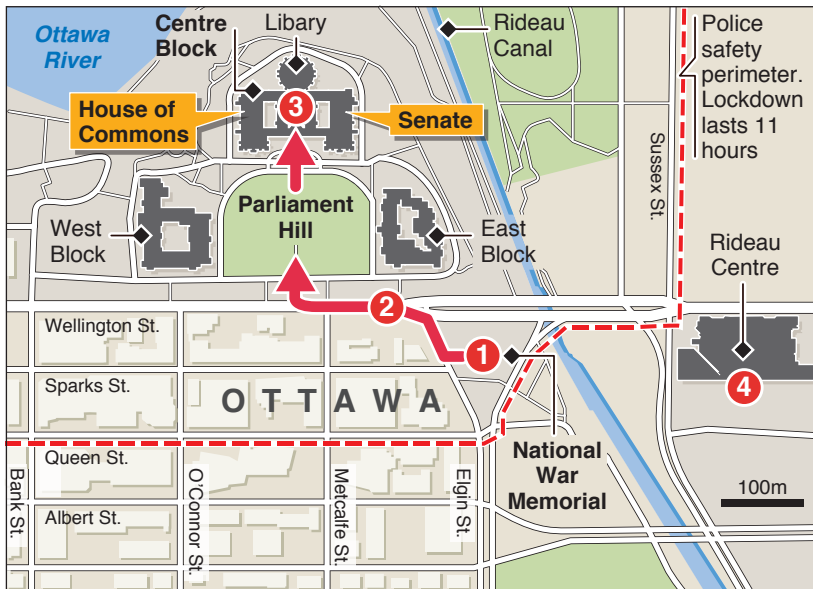 Ottawa
River
Centre
Block
Libary
Rideau
Canal
Police
safety
perimeter.
Lockdown
lasts 11
hours
House of
Commons
3
Senate
Sussex St.
West
Block
Parliament
Hill
East
Block
Rideau
Centre
2
1
4
Wellington St.
Sparks St.
OTTAWA
Queen St.
Albert St.
Bank St.
O'Connor St.
Metcalfe St.
Elgin St.
National
War
Memorial
100m